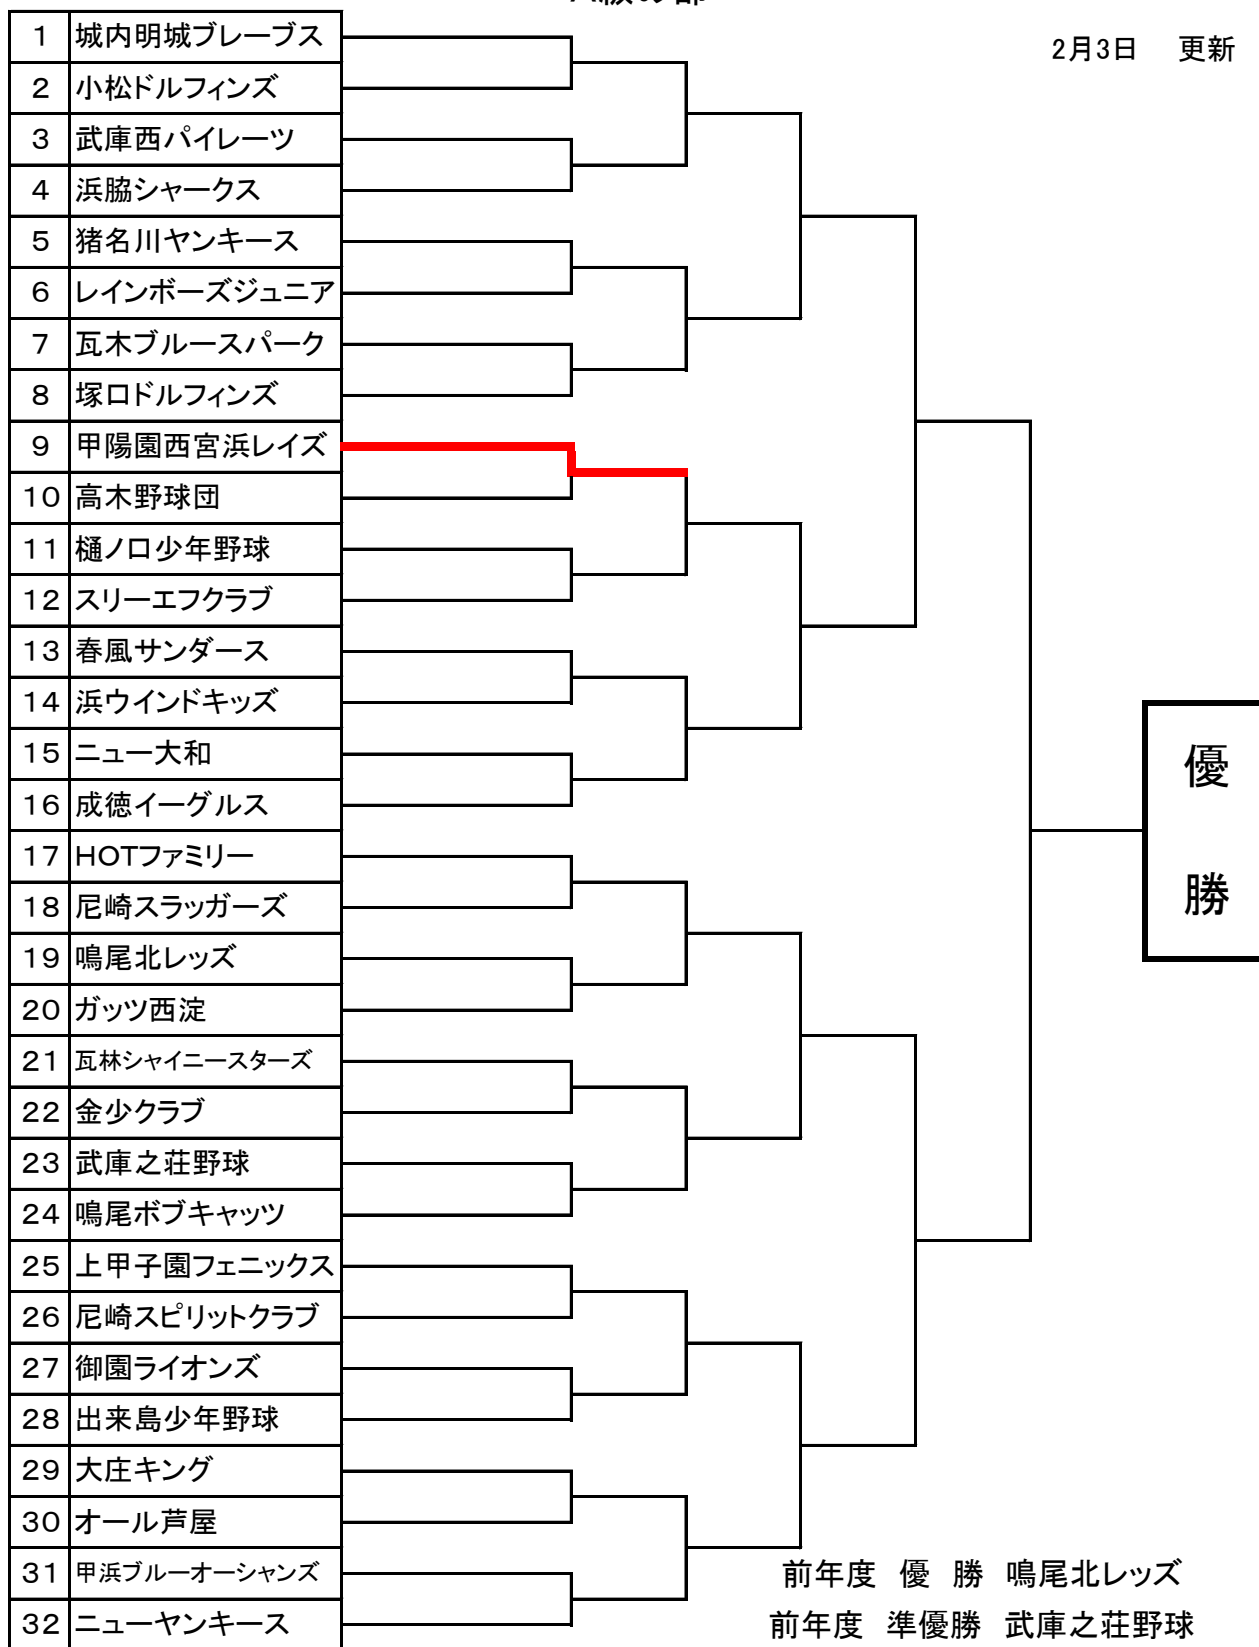 2月3日 更新
1 城内明城ブレーブス
2 小松ドルフィンズ
3 武庫西パイレーツ
4 浜脇シャークス
5 猪名川ヤンキース
6 レインボーズジュニア
7 瓦木ブルースパーク
8 塚口ドルフィンズ
9 甲陽園西宮浜レイズ
10 高木野球団
11 樋ノ口少年野球
12 スリーエフクラブ
13 春風サンダース
14 浜ウインドキッズ
15 ニュー大和
16 成徳イーグルス
17 HOTファミリー
18 尼崎スラッガーズ
19 鳴尾北レッズ
20 ガッツ西淀
21 瓦林シャイニースターズ
22 金少クラブ
23 武庫之荘野球
24 鳴尾ボブキャッツ
25 上甲子園フェニックス
26 尼崎スピリットクラブ
27 御園ライオンズ
28 出来島少年野球
29 大庄キング
30 オール芦屋
31 甲浜ブルーオーシャンズ
32 ニューヤンキース
優
勝
前年度 優 勝 鳴尾北レッズ
前年度 準優勝 武庫之荘野球